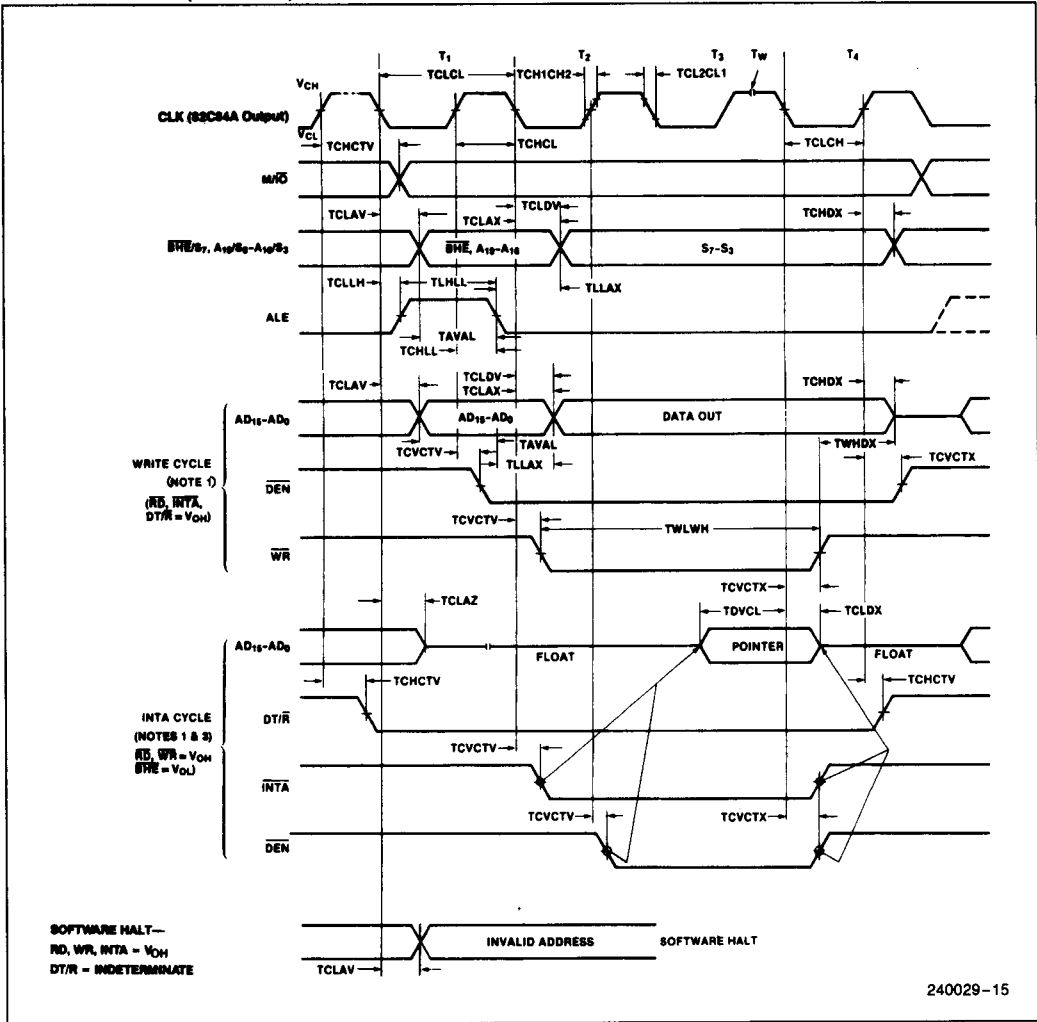 T1 T2 T3 TW T4
TCLCL TCH1CH2 TCL2CL1
VCH
CLK (82C84A Output)
VCL
TCHCTV TCHCL TCLCH
M/IO
TCLDV
TCLAV TCLAX TCHDX
BHE/S7, A19/S6-A16/S3 BHE, A19-A16 S7-S3
TCLLH TLHLL TLLAX
ALE
TAVAL
TCHLL
TCLDV
TCLAV TCLAX TCHDX
AD15-AD0 AD15-AD0 DATA OUT
TAVAL TWHDX
TCVCTV TCVCTX
WRITE CYCLE TLLAX
(NOTE 1) DEN
(RD, INTA,
DT/R = VOH)
TCVCTV TWLWH
WR
TCVCTX
TCLAZ TDVCL TCLDX
AD15-AD0 POINTER
FLOAT FLOAT
TCHCTV TCHCTV
INTA CYCLE DT/R
(NOTES 1 & 3)
RD, WR = VOH TCVCTV
BHE = VOL)
INTA
TCVCTV TCVCTX
DEN
SOFTWARE HALT—
RD, WR, INTA = VOH INVALID ADDRESS SOFTWARE HALT
DT/R = INDETERMINATE
TCLAV
240029-15